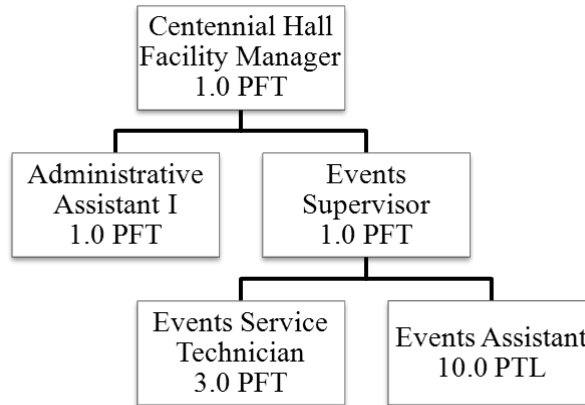 Centennial Hall
Facility Manager
1.0 PFT
Administrative
Assistant I
1.0 PFT
Events
Supervisor
1.0 PFT
Events Service
Technician
3.0 PFT
Events Assistant
10.0 PTL